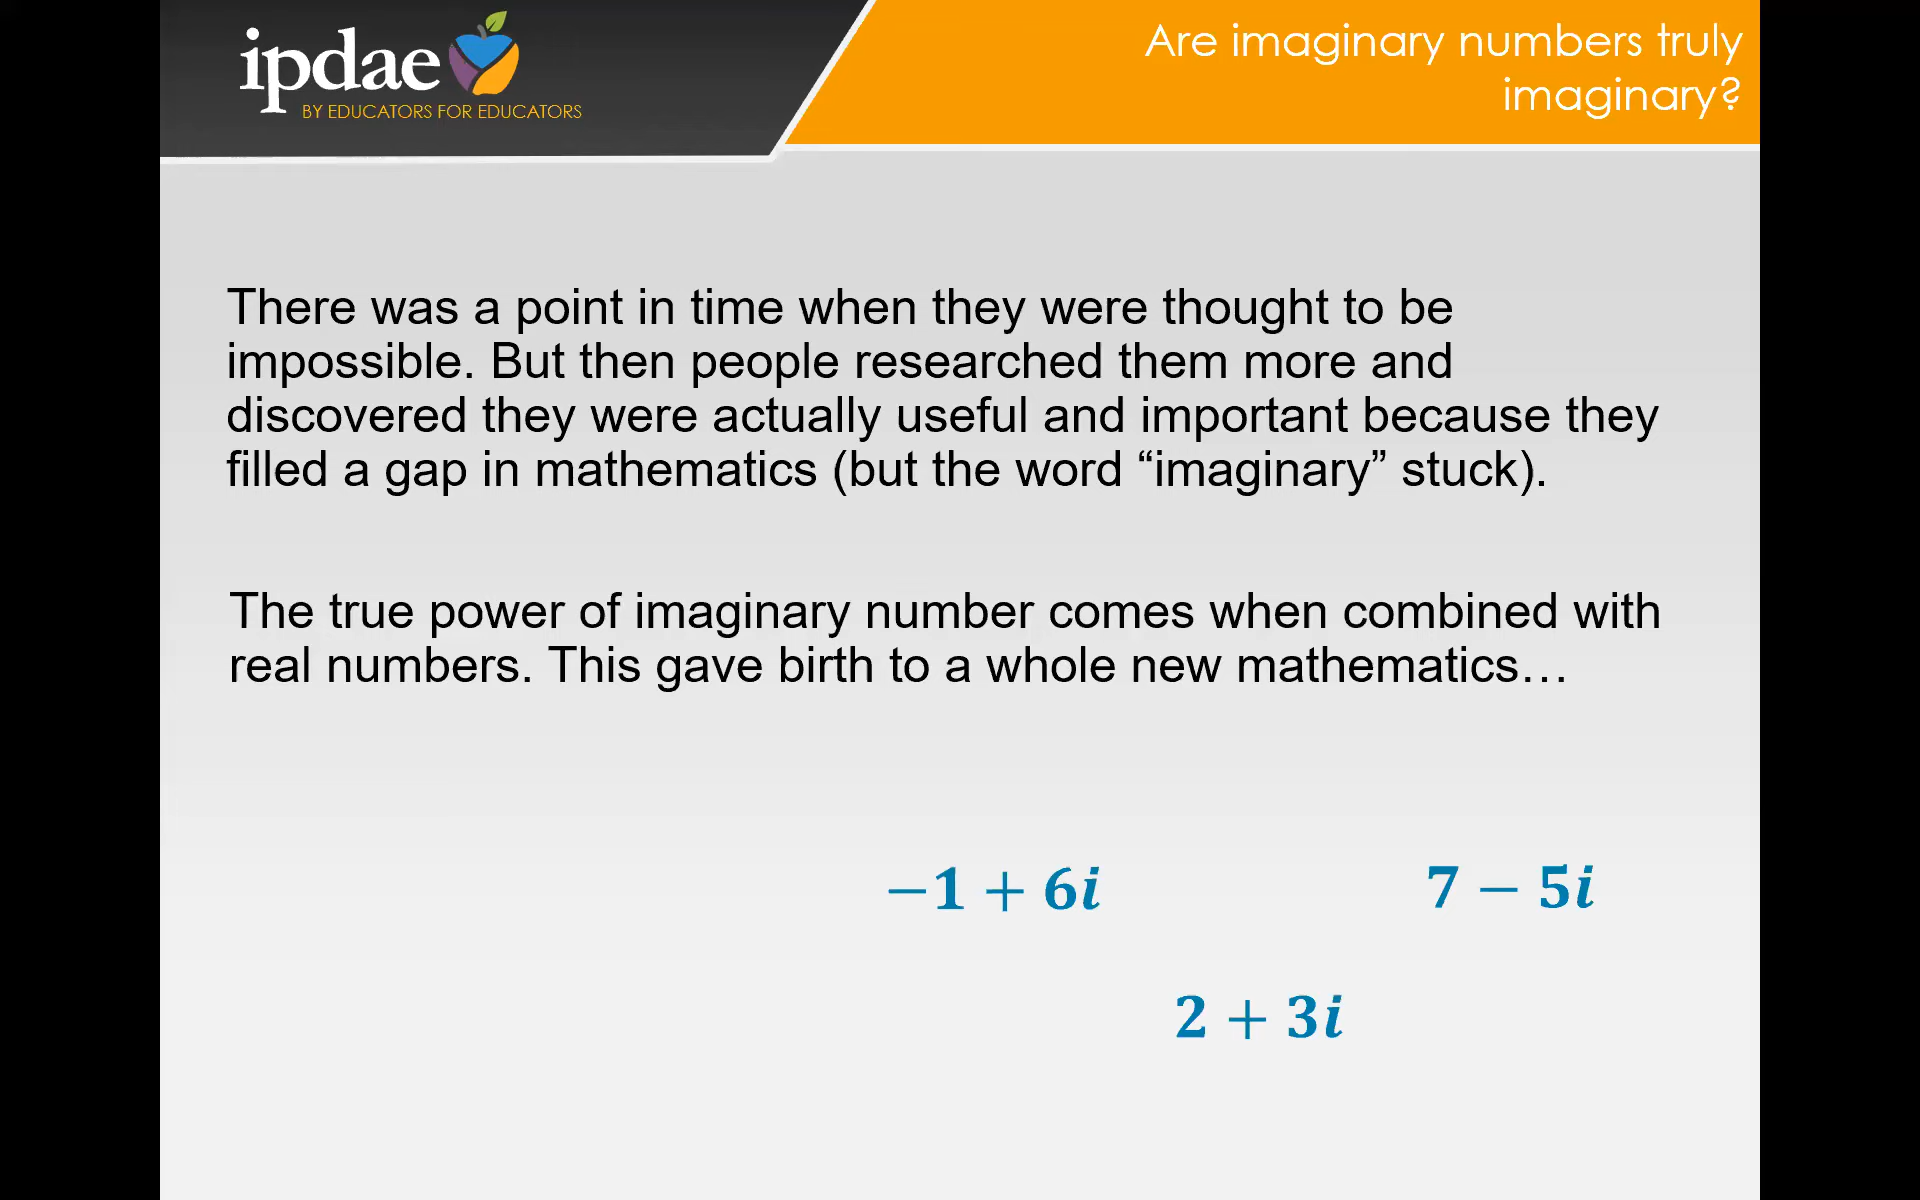 ipdae
BY EDUCATORS FOR EDUCATORS
Are imaginary numbers truly
imaginary?
There was a point in time when they were thought to be
impossible. But then people researched them more and
discovered they were actually useful and important because they
filled a gap in mathematics (but the word “imaginary” stuck).
The true power of imaginary number comes when combined with
real numbers. This gave birth to a whole new mathematics…
−1 + 6i
7 − 5i
2 + 3i